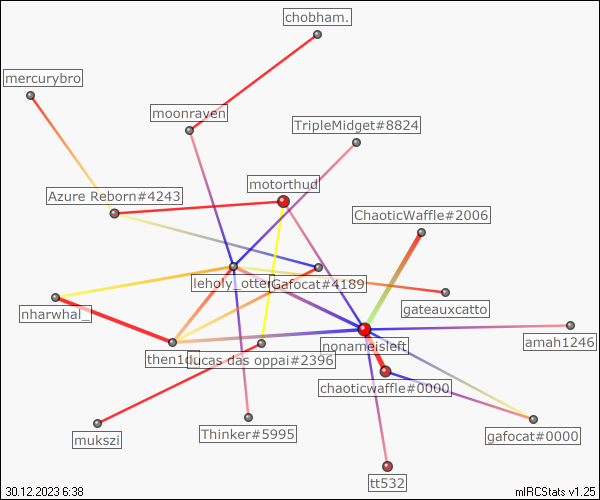 chobham.
mercurybro
moonraven
TripleMidget#8824
motorthud
Azure Reborn#4243
ChaoticWaffle#2006
leholy_otter
Gafocat#4189
gateauxcatto
nharwhal_
nonameisleft
amah1246
lucas das oppai#2396
chaoticwaffle#0000
Thinker#5995
gafocat#0000
mukszi
tt532
30.12.2023 6:38
mIRCStats v1.25